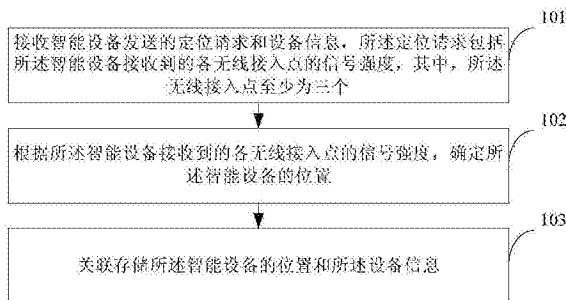 101
接收智能设备发送的定位请求和设备信息，所述定位请求包括
所述智能设备接收到的各无线接入点的信号强度，其中，所述
无线接入点至少为三个
102
根据所述智能设备接收到的各无线接入点的信号强度，确定所
述智能设备的位置
103
关联存储所述智能设备的位置和所述设备信息